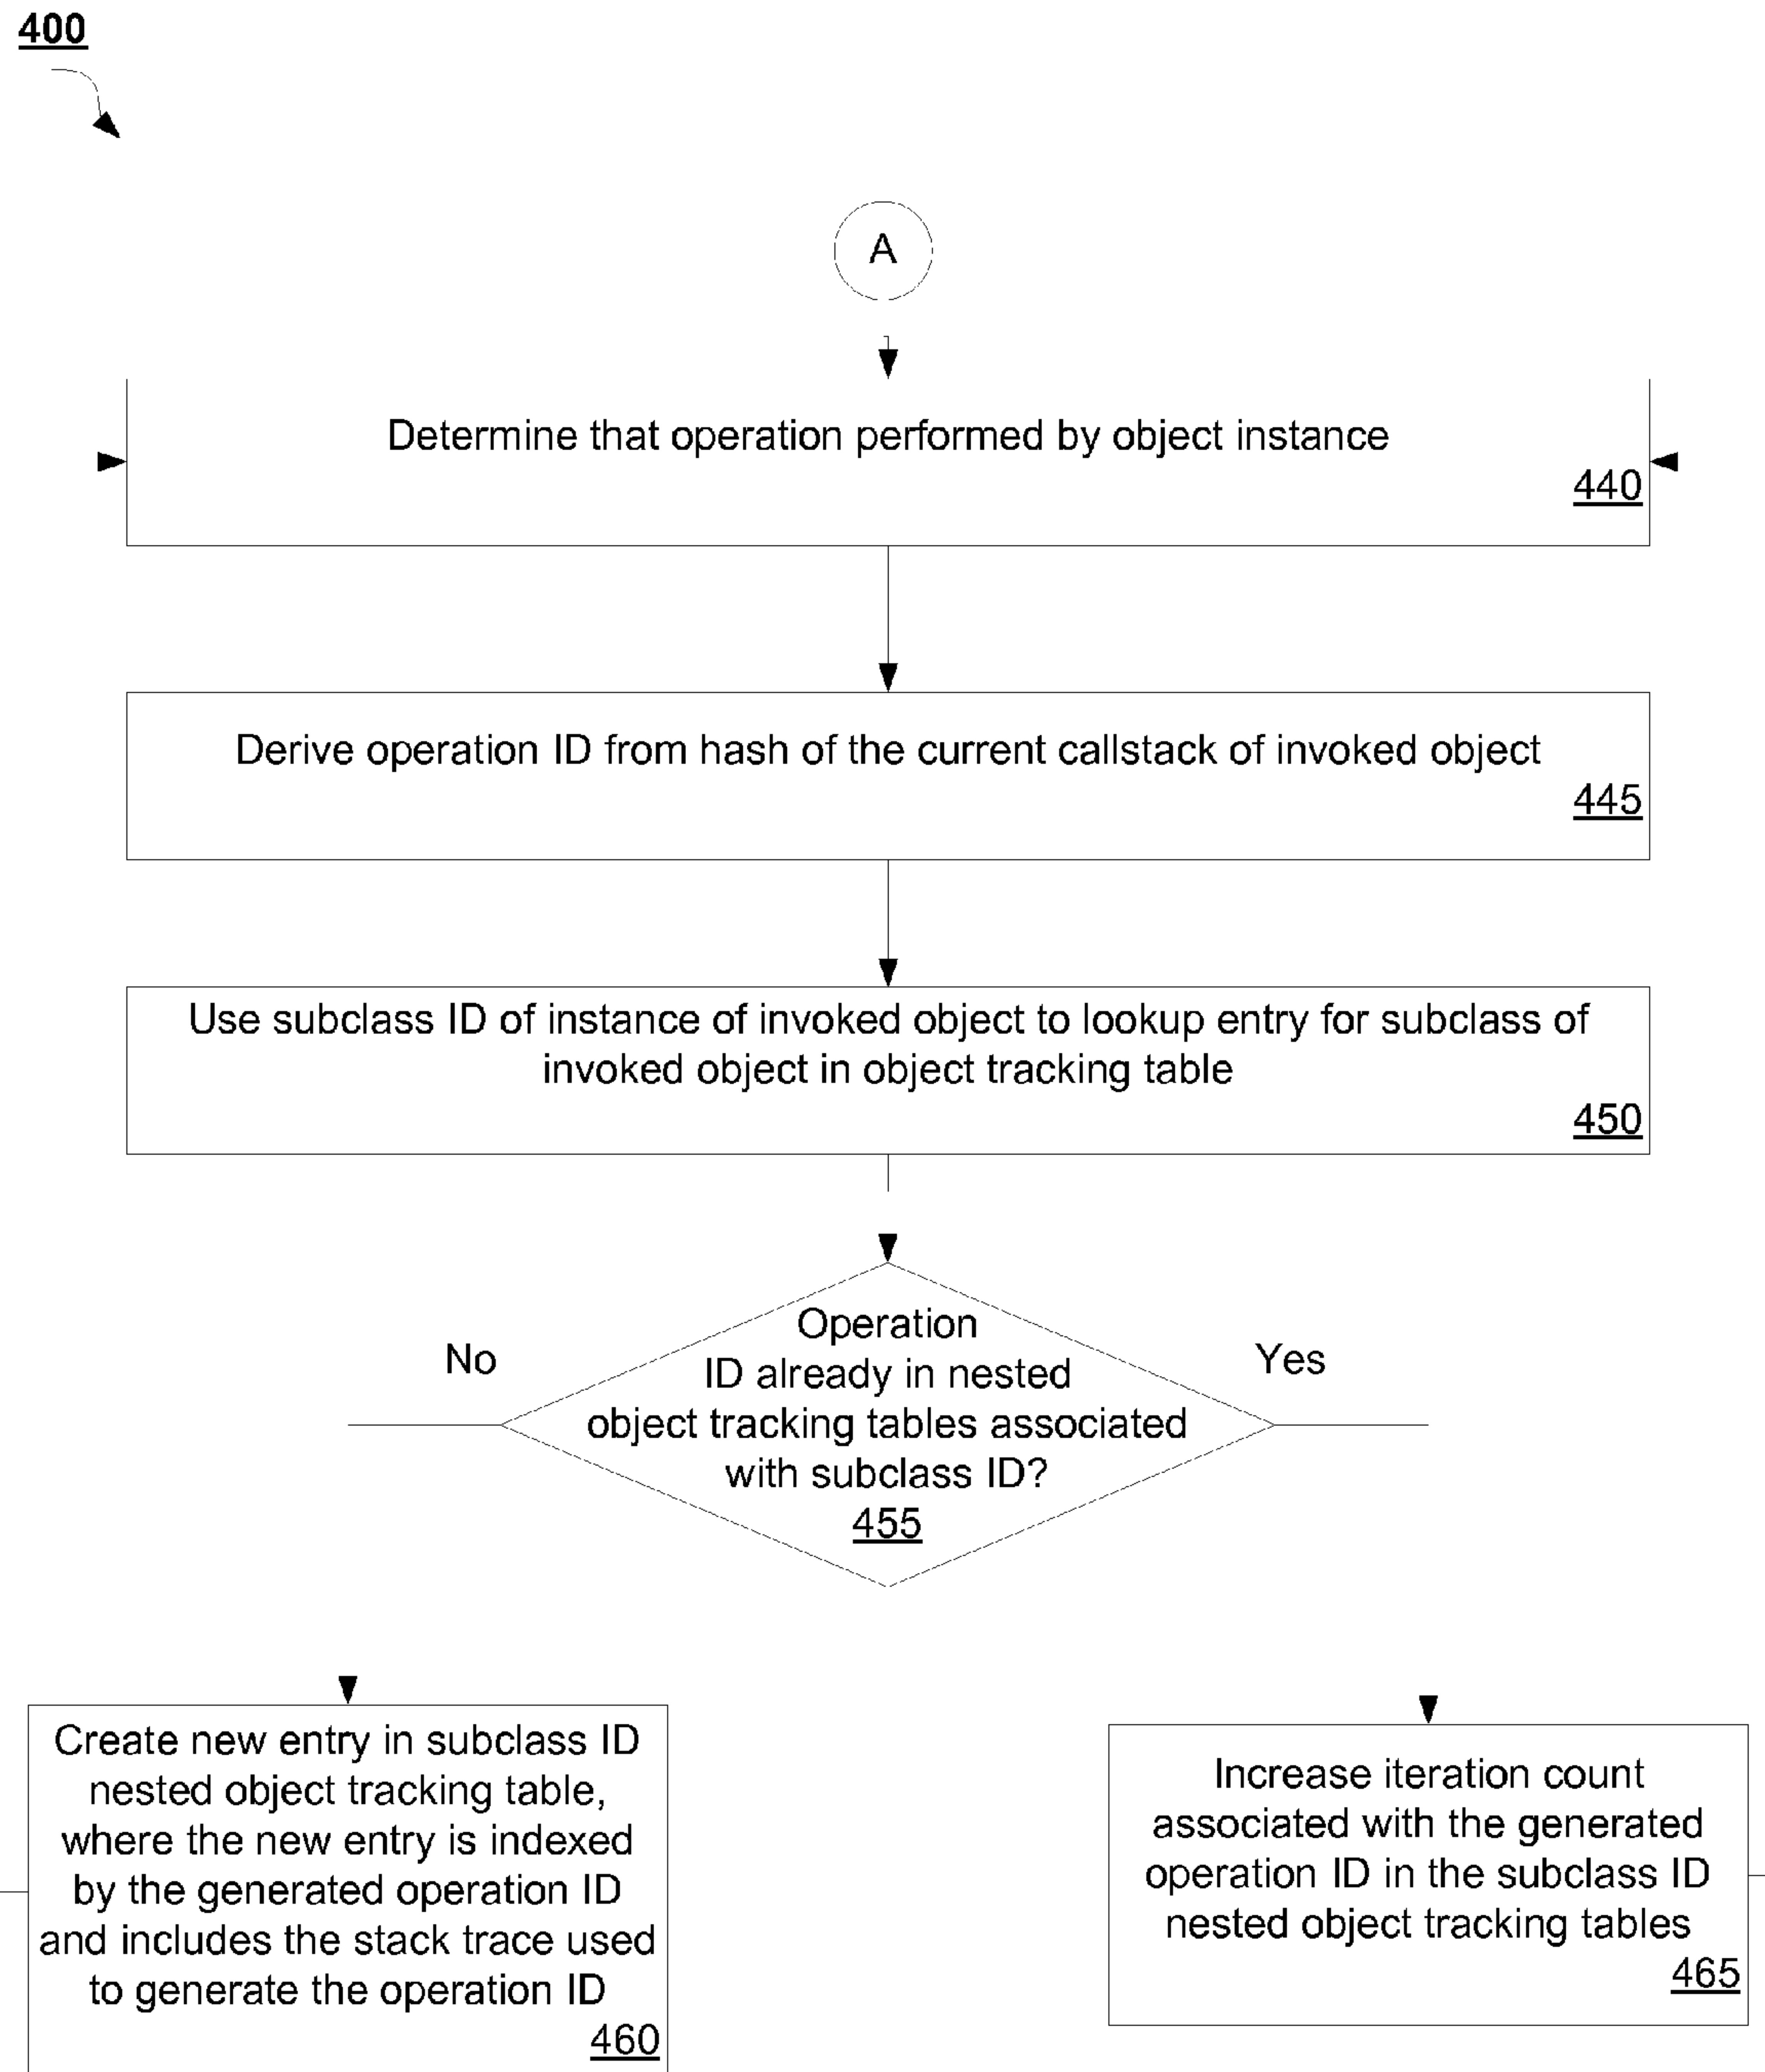 400
A
Determine that operation performed by object instance
440
Derive operation ID from hash of the current callstack of invoked object
445
Use subclass ID of instance of invoked object to lookup entry for subclass of
invoked object in object tracking table
450
Operation
No
Yes
ID already in nested
object tracking tables associated
with subclass ID?
455
Create new entry in subclass ID
nested object tracking table,
where the new entry is indexed
by the generated operation ID
and includes the stack trace used
to generate the operation ID
460
Increase iteration count
associated with the generated
operation ID in the subclass ID
nested object tracking tables
465